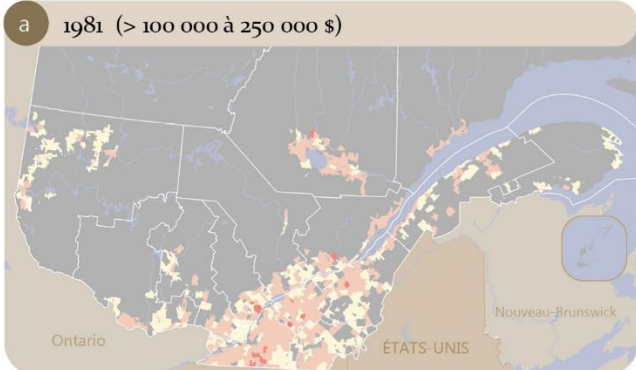 a
1981 (> 100 000 à 250 000 $)
Nouveau-Brunswick
Ontario
ÉTATS-UNIS